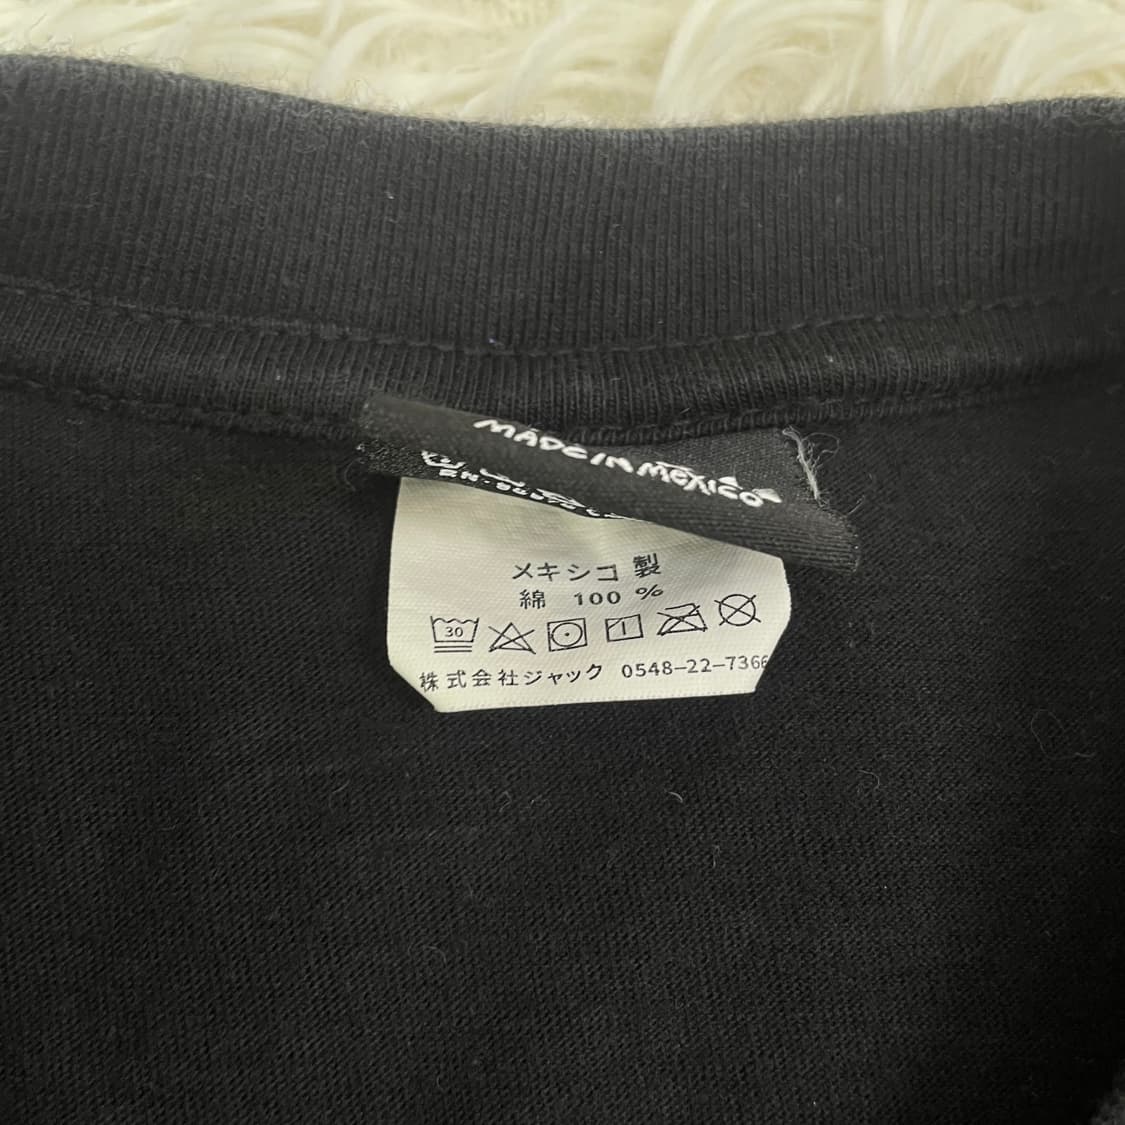 MADE IN MEXICO
メキシコ製
綿 100 %
30
株式会社ジャック 0548-22-7366